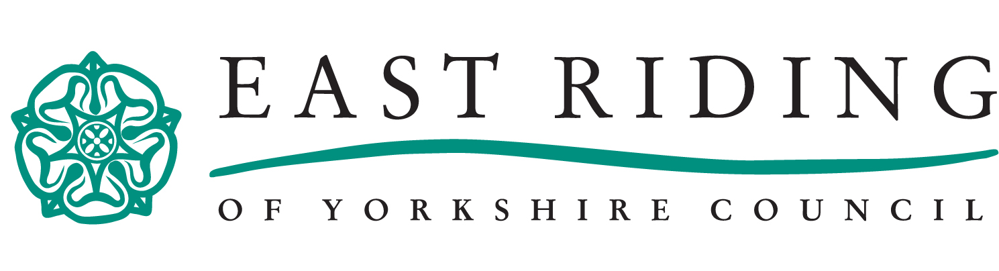 EAST RIDING
OF YORKSHIRE COUNCIL